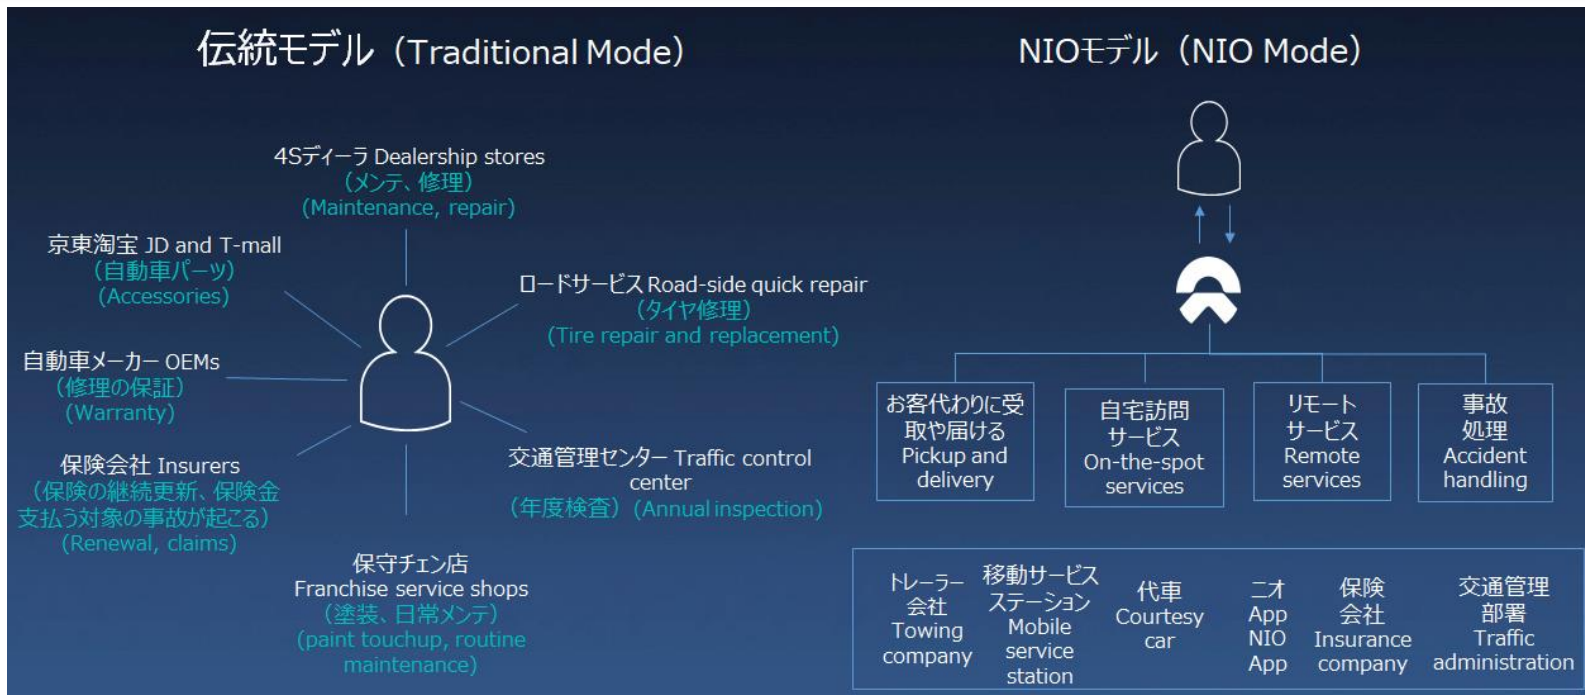 伝統モデル（Traditional Mode）
4Sディーラ Dealership stores
（メンテ、修理）
(Maintenance, repair)
京東淘宝 JD and T-mall
（自動車パーツ）
(Accessories)
ロードサービス Road-side quick repair
（タイヤ修理）
(Tire repair and replacement)
自動車メーカー OEMs
（修理の保証）
(Warranty)
保険会社 Insurers
（保険の継続更新、保険金
支払う対象の事故が起こる）
(Renewal, claims)
交通管理センター Traffic control
center
（年度検査）(Annual inspection)
保守チェン店
Franchise service shops
（塗装、日常メンテ）
(paint touchup, routine
maintenance)
NIOモデル（NIO Mode）
お客代わりに受
取や届ける
Pickup and
delivery
自宅訪問
サービス
On-the-spot
services
リモート
サービス
Remote
services
事故
処理
Accident
handling
トレーラー
会社
Towing
company
移動サービス
ステーション
Mobile
service
station
代車
Courtesy
car
ニオ
App
NIO
App
保険
会社
Insurance
company
交通管理
部署
Traffic
administration